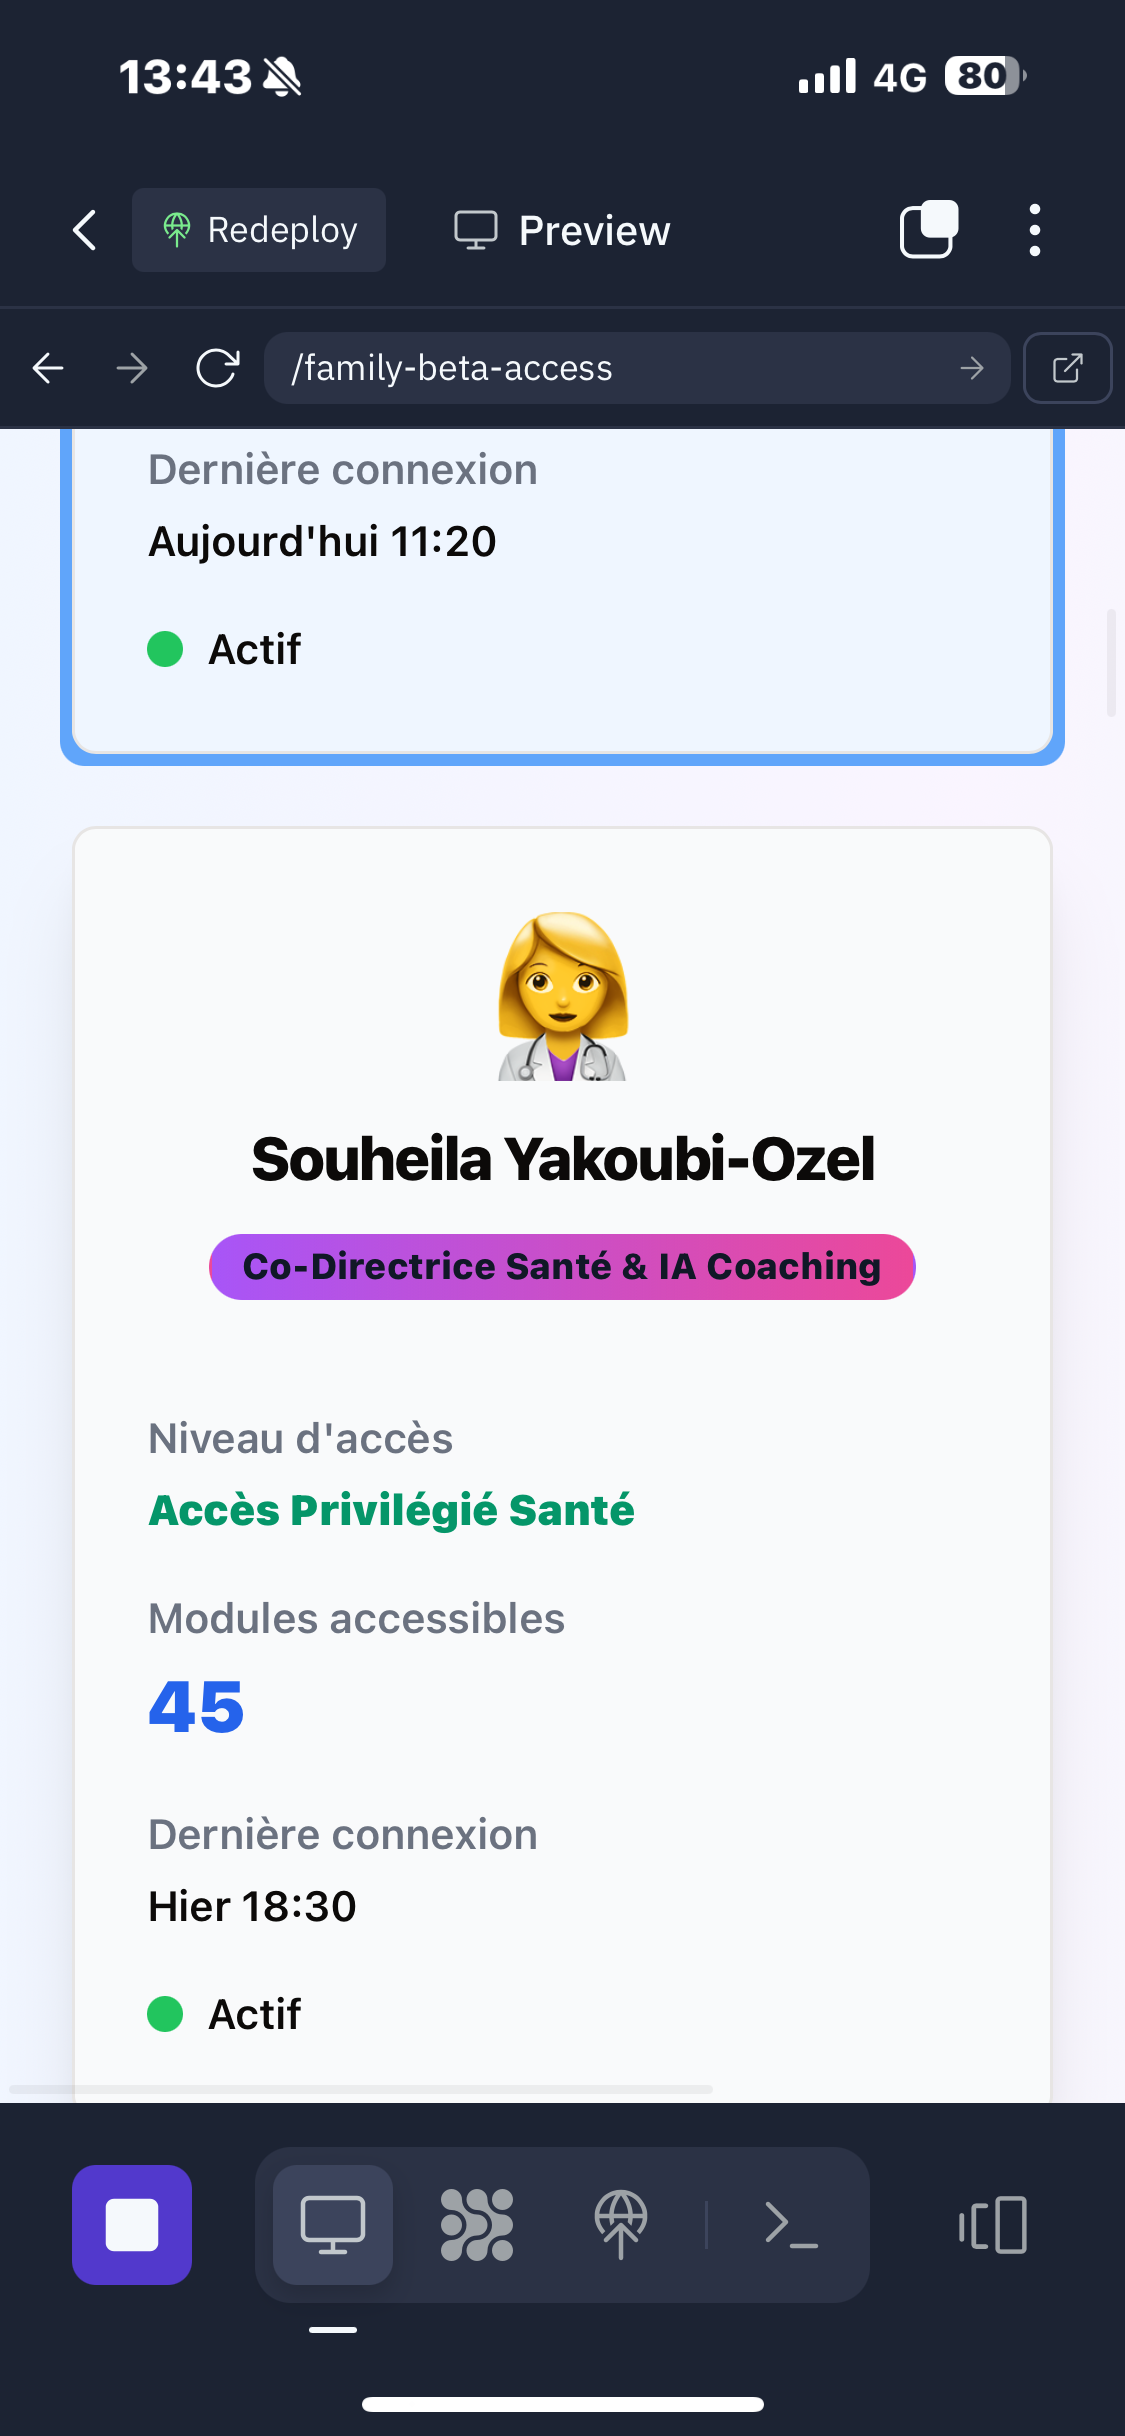 13:43
4G
80
Redeploy
Preview
/family-beta-access
Dernière connexion
Aujourd'hui 11:20
Actif
Souheila Yakoubi-Ozel
Co-Directrice Santé & IA Coaching
Niveau d'accès
Accès Privilégié Santé
Modules accessibles
45
Dernière connexion
Hier 18:30
Actif